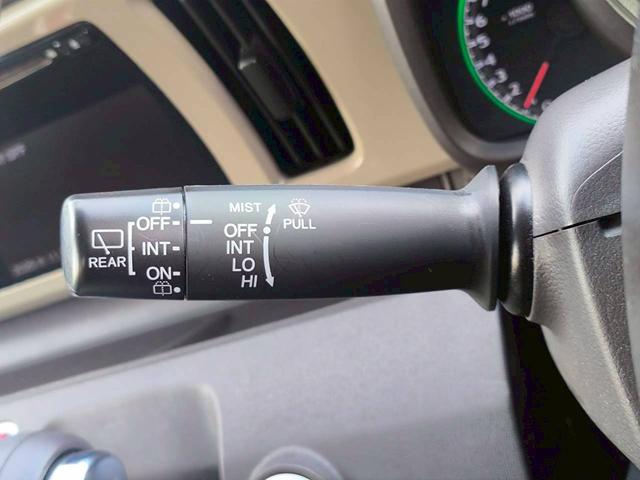 OFF
INT
ON
REAR
MIST
OFF
INT
LO
HI
PULL